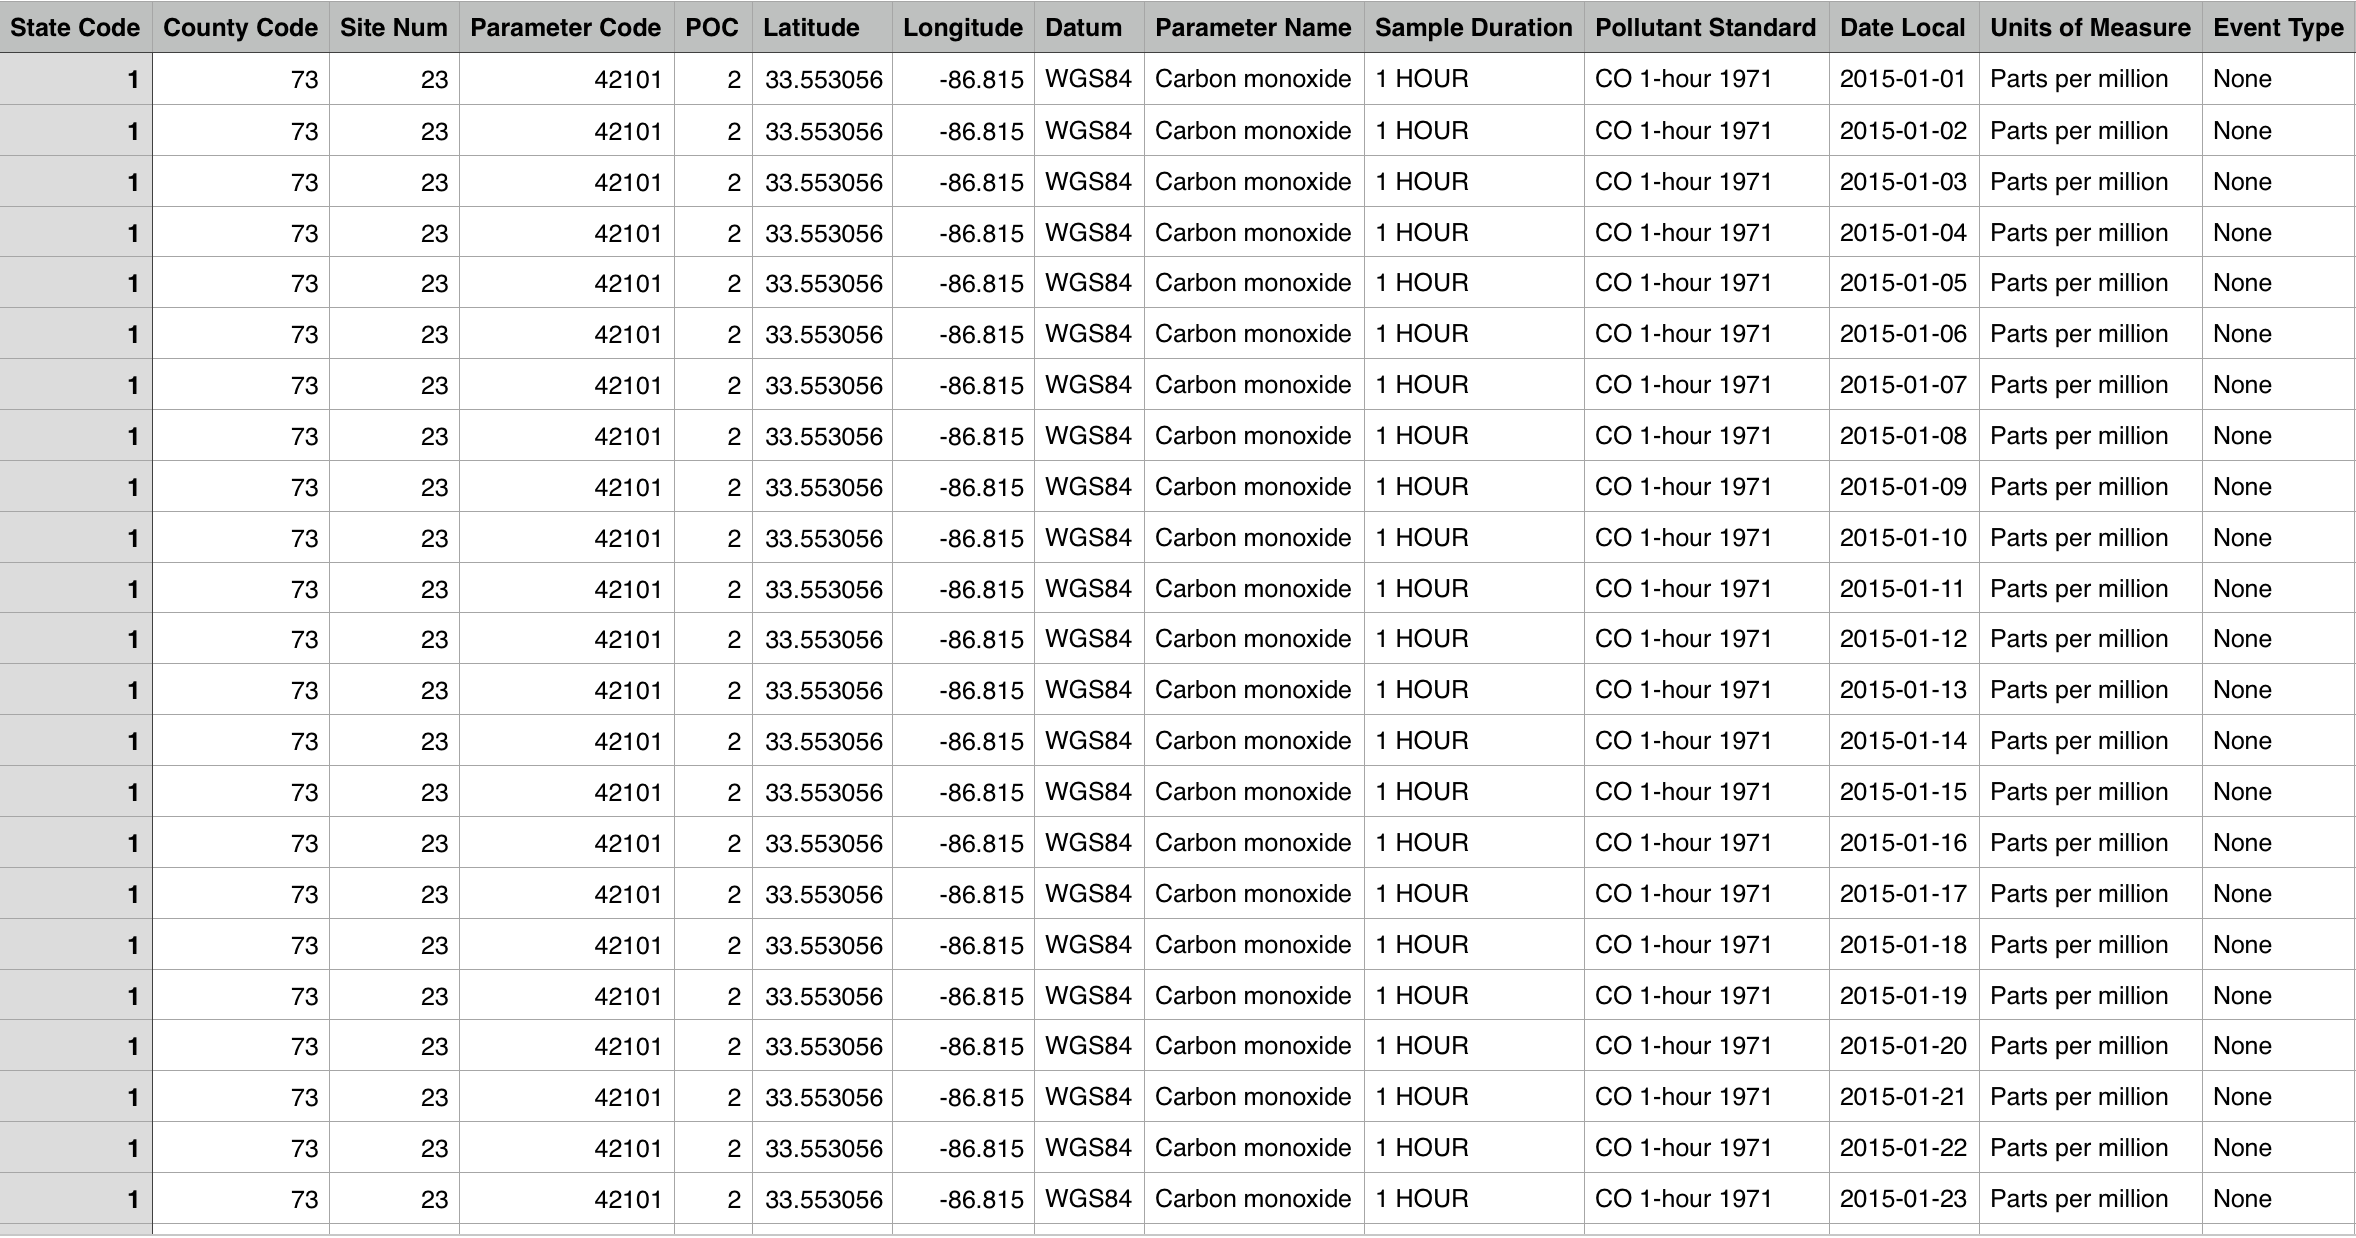 State Code County Code Site Num Parameter Code POC Latitude Longitude Datum Parameter Name Sample Duration Pollutant Standard Date Local Units of Measure Event Type
1 73 23 42101 2 33.553056 -86.815 WGS84 Carbon monoxide 1 HOUR CO 1-hour 1971 2015-01-01 Parts per million None
1 73 23 42101 2 33.553056 -86.815 WGS84 Carbon monoxide 1 HOUR CO 1-hour 1971 2015-01-02 Parts per million None
1 73 23 42101 2 33.553056 -86.815 WGS84 Carbon monoxide 1 HOUR CO 1-hour 1971 2015-01-03 Parts per million None
1 73 23 42101 2 33.553056 -86.815 WGS84 Carbon monoxide 1 HOUR CO 1-hour 1971 2015-01-04 Parts per million None
1 73 23 42101 2 33.553056 -86.815 WGS84 Carbon monoxide 1 HOUR CO 1-hour 1971 2015-01-05 Parts per million None
1 73 23 42101 2 33.553056 -86.815 WGS84 Carbon monoxide 1 HOUR CO 1-hour 1971 2015-01-06 Parts per million None
1 73 23 42101 2 33.553056 -86.815 WGS84 Carbon monoxide 1 HOUR CO 1-hour 1971 2015-01-07 Parts per million None
1 73 23 42101 2 33.553056 -86.815 WGS84 Carbon monoxide 1 HOUR CO 1-hour 1971 2015-01-08 Parts per million None
1 73 23 42101 2 33.553056 -86.815 WGS84 Carbon monoxide 1 HOUR CO 1-hour 1971 2015-01-09 Parts per million None
1 73 23 42101 2 33.553056 -86.815 WGS84 Carbon monoxide 1 HOUR CO 1-hour 1971 2015-01-10 Parts per million None
1 73 23 42101 2 33.553056 -86.815 WGS84 Carbon monoxide 1 HOUR CO 1-hour 1971 2015-01-11 Parts per million None
1 73 23 42101 2 33.553056 -86.815 WGS84 Carbon monoxide 1 HOUR CO 1-hour 1971 2015-01-12 Parts per million None
1 73 23 42101 2 33.553056 -86.815 WGS84 Carbon monoxide 1 HOUR CO 1-hour 1971 2015-01-13 Parts per million None
1 73 23 42101 2 33.553056 -86.815 WGS84 Carbon monoxide 1 HOUR CO 1-hour 1971 2015-01-14 Parts per million None
1 73 23 42101 2 33.553056 -86.815 WGS84 Carbon monoxide 1 HOUR CO 1-hour 1971 2015-01-15 Parts per million None
1 73 23 42101 2 33.553056 -86.815 WGS84 Carbon monoxide 1 HOUR CO 1-hour 1971 2015-01-16 Parts per million None
1 73 23 42101 2 33.553056 -86.815 WGS84 Carbon monoxide 1 HOUR CO 1-hour 1971 2015-01-17 Parts per million None
1 73 23 42101 2 33.553056 -86.815 WGS84 Carbon monoxide 1 HOUR CO 1-hour 1971 2015-01-18 Parts per million None
1 73 23 42101 2 33.553056 -86.815 WGS84 Carbon monoxide 1 HOUR CO 1-hour 1971 2015-01-19 Parts per million None
1 73 23 42101 2 33.553056 -86.815 WGS84 Carbon monoxide 1 HOUR CO 1-hour 1971 2015-01-20 Parts per million None
1 73 23 42101 2 33.553056 -86.815 WGS84 Carbon monoxide 1 HOUR CO 1-hour 1971 2015-01-21 Parts per million None
1 73 23 42101 2 33.553056 -86.815 WGS84 Carbon monoxide 1 HOUR CO 1-hour 1971 2015-01-22 Parts per million None
1 73 23 42101 2 33.553056 -86.815 WGS84 Carbon monoxide 1 HOUR CO 1-hour 1971 2015-01-23 Parts per million None